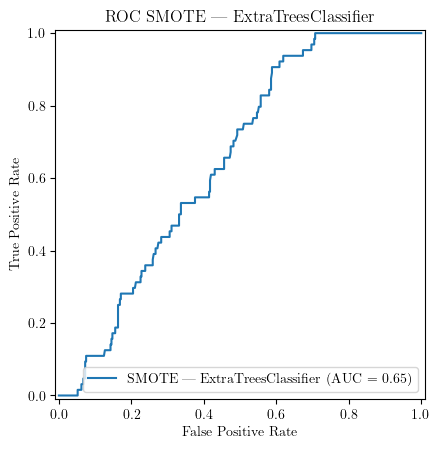 ROC SMOTE — ExtraTreesClassifier
1.0
0.8
0.6
0.4
0.2
0.0
True Positive Rate
SMOTE — ExtraTreesClassifier (AUC = 0.65)
0.0 0.2 0.4 0.6 0.8 1.0
False Positive Rate